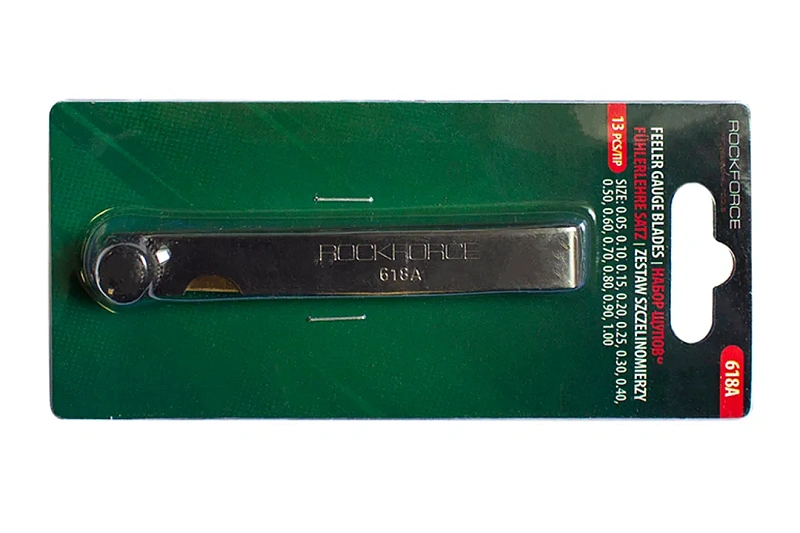 ROCKFORCE
FEELER GAUGE BLADES | НАБОР ЩУПОВ
FÜHLERLEHRE SATZ | ZESTAW SZCZELINOMIERZY
13 PCS/ПР
SIZE: 0.05, 0.10, 0.15, 0.20, 0.25, 0.30, 0.40,
0.50, 0.60, 0.70, 0.80, 0.90, 1.00
618A
ROCKFORCE
618A